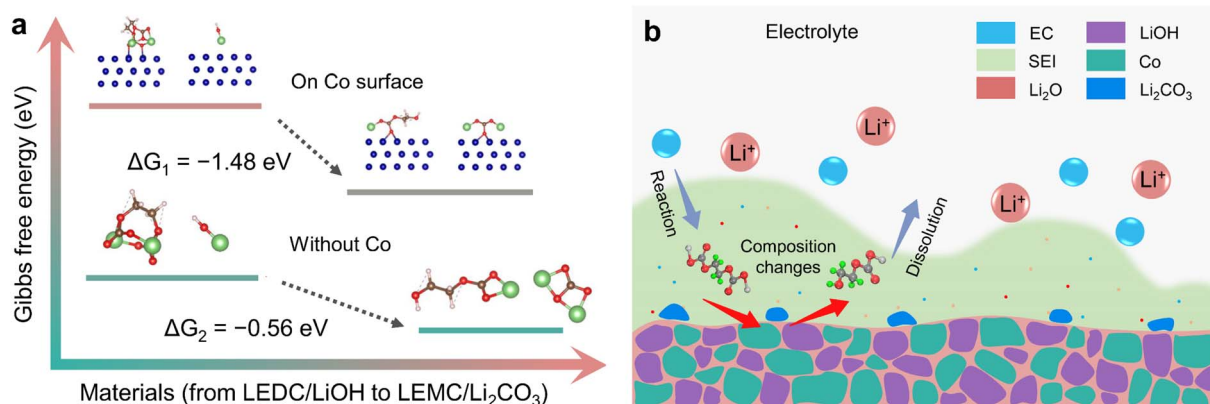 a
Gibbs free energy (eV)
On Co surface
ΔG₁ = −1.48 eV
Without Co
ΔG₂ = −0.56 eV
Materials (from LEDC/LiOH to LEMC/Li₂CO₃)
b
Electrolyte
EC
LiOH
SEI
Co
Li₂O
Li₂CO₃
Li⁺
Li⁺
Li⁺
Li⁺
Reaction
Composition
changes
Dissolution